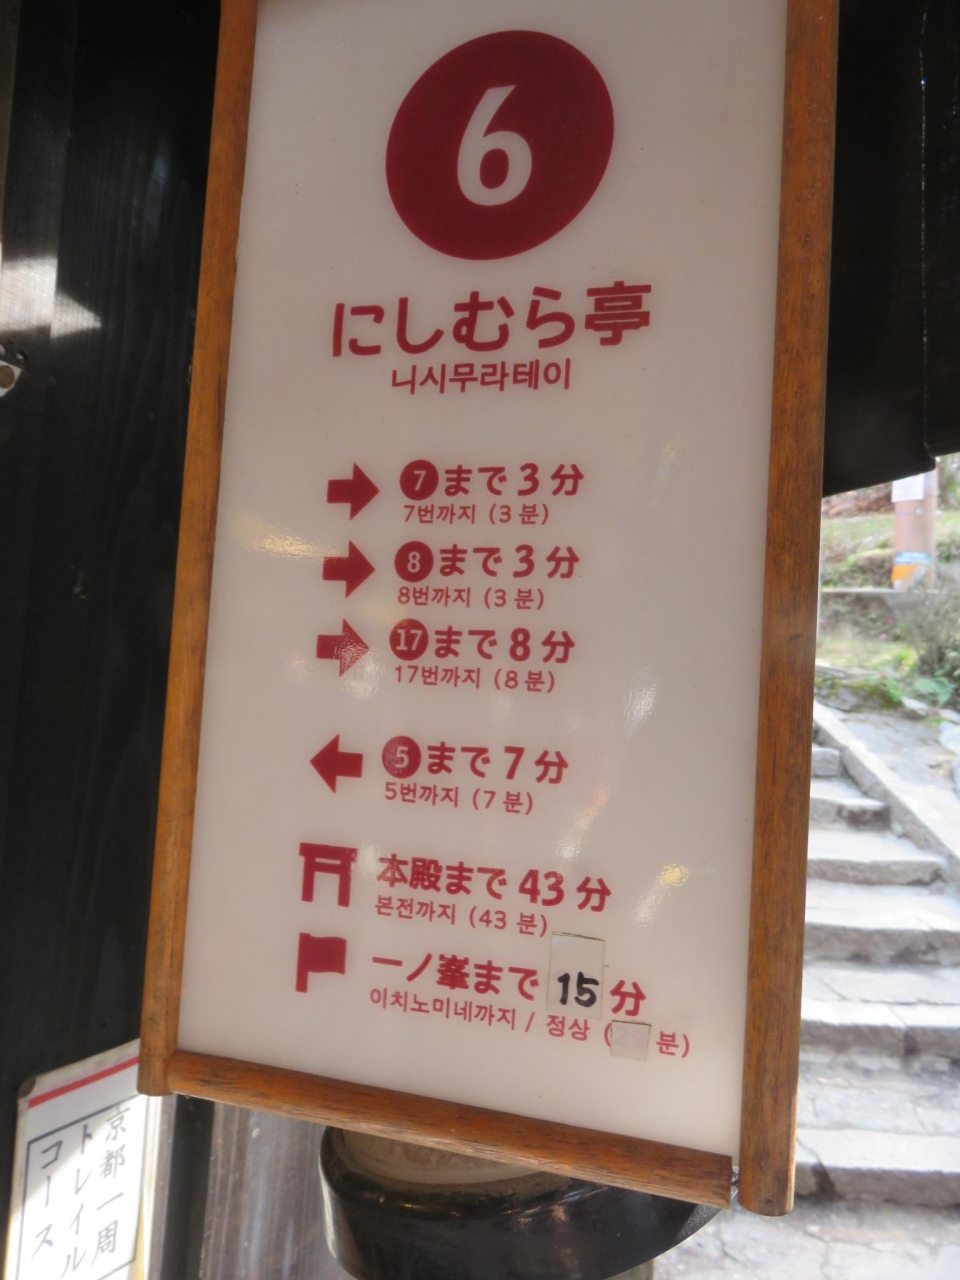 6
にしむら亭
니시무라테이
7まで3分
7번까지 (3 분)
8まで3分
8번까지 (3 분)
17まで8分
17번까지 (8 분)
5まで7分
5번까지 (7 분)
本殿まで43分
본전까지 (43 분)
一ノ峯まで15分
이치노미네까지 / 정상 ( 분)
京都一周
トレイル
コース